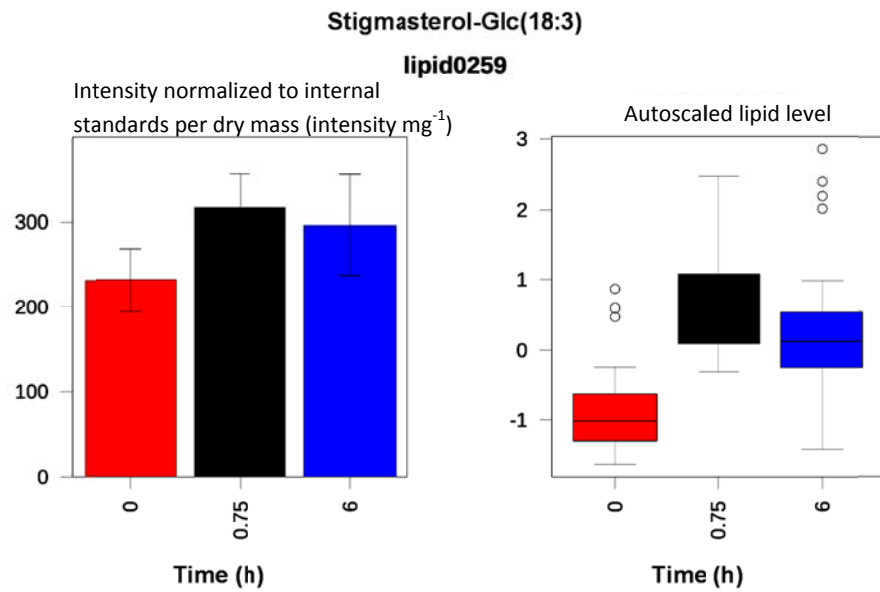 Stigmasterol-Glc(18:3)
lipid0259
Intensity normalized to internal
standards per dry mass (intensity mg⁻¹)
300
200
100
0
0
0.75
6
Time (h)
Autoscaled lipid level
3
2
1
0
-1
0
0.75
6
Time (h)